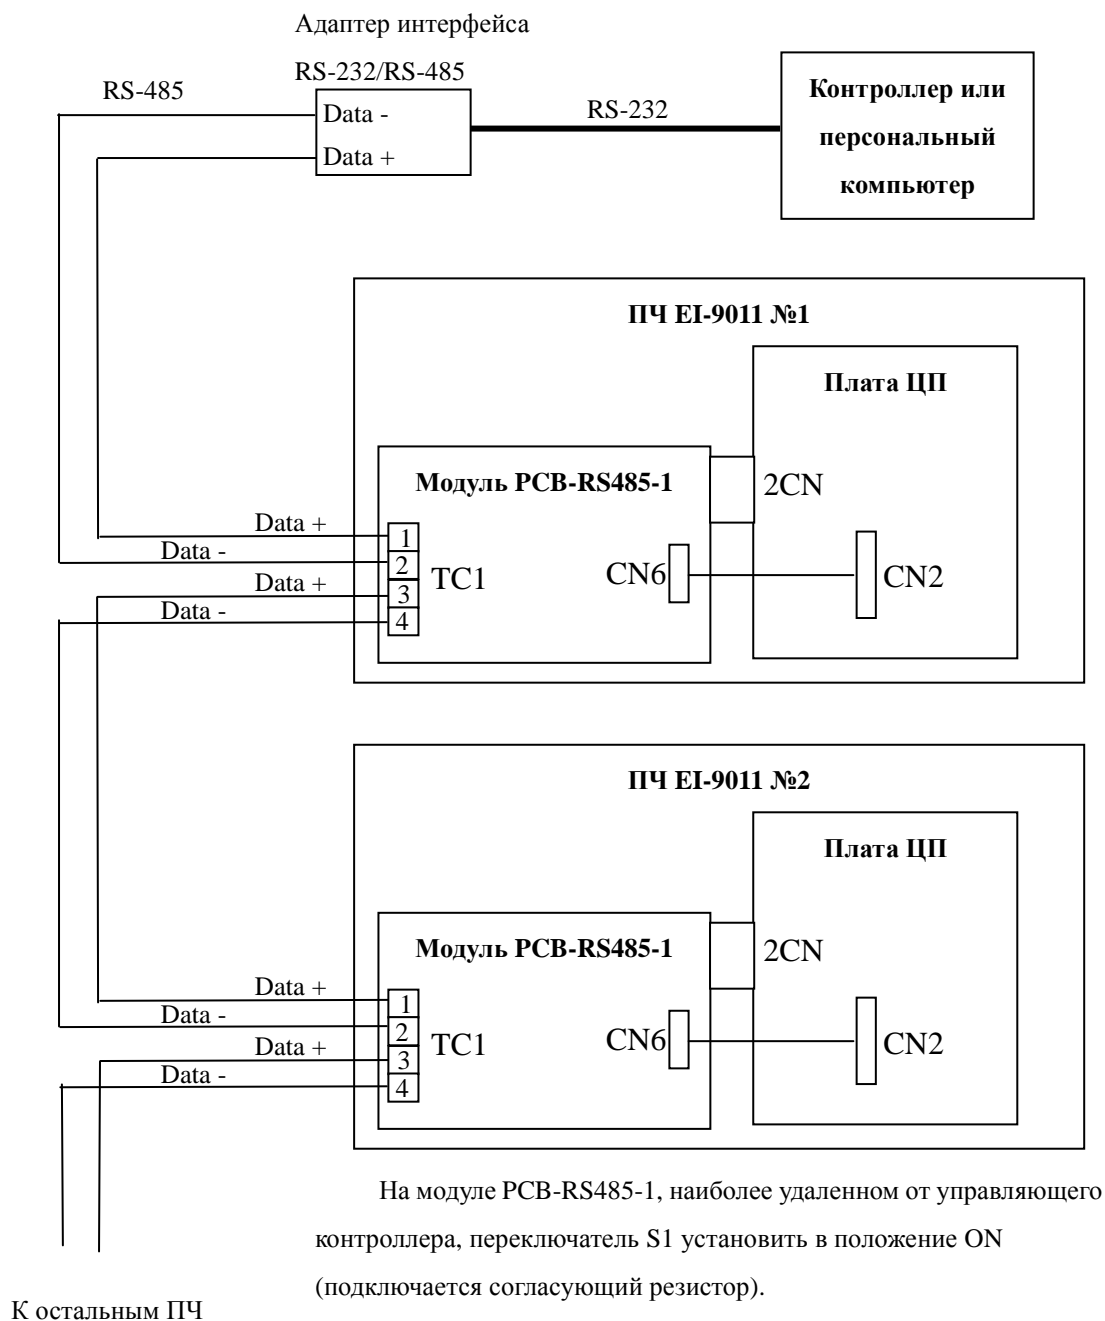 Адаптер интерфейса
RS-232/RS-485
RS-485
Data -
Data +
RS-232
Контроллер или
персональный
компьютер
ПЧ EI-9011 №1
Плата ЦП
Модуль PCB-RS485-1
2CN
Data +
Data -
Data +
Data -
1
2
3
4
TC1
CN6
CN2
ПЧ EI-9011 №2
Плата ЦП
Модуль PCB-RS485-1
2CN
Data +
Data -
Data +
Data -
1
2
3
4
TC1
CN6
CN2
На модуле PCB-RS485-1, наиболее удаленном от управляющего
контроллера, переключатель S1 установить в положение ON
(подключается согласующий резистор).
К остальным ПЧ